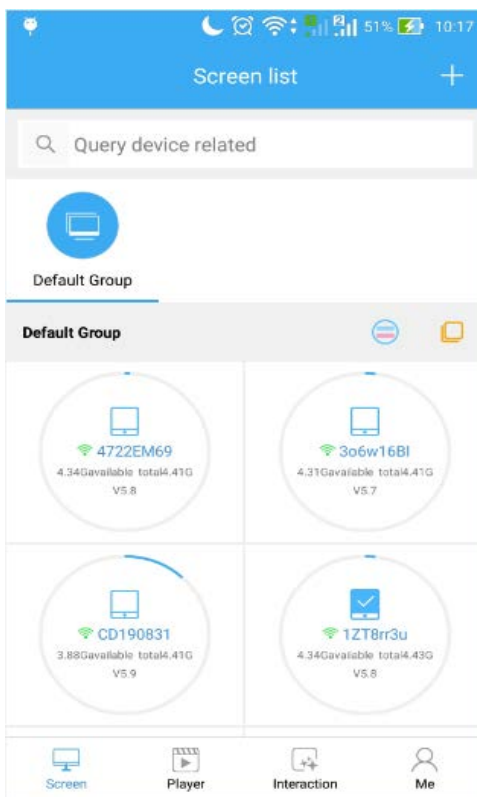 2 51% 10:17
Screen list
Query device related
Default Group
Default Group
4722EM69
4.34Gavailable total4.41G
V5.8
3o6w16BI
4.31Gavailable total4.41G
V5.7
CD190831
3.88Gavailable total4.41G
V5.9
1ZT8rr3u
4.34Gavailable total4.43G
V5.8
Screen Player Interaction Me